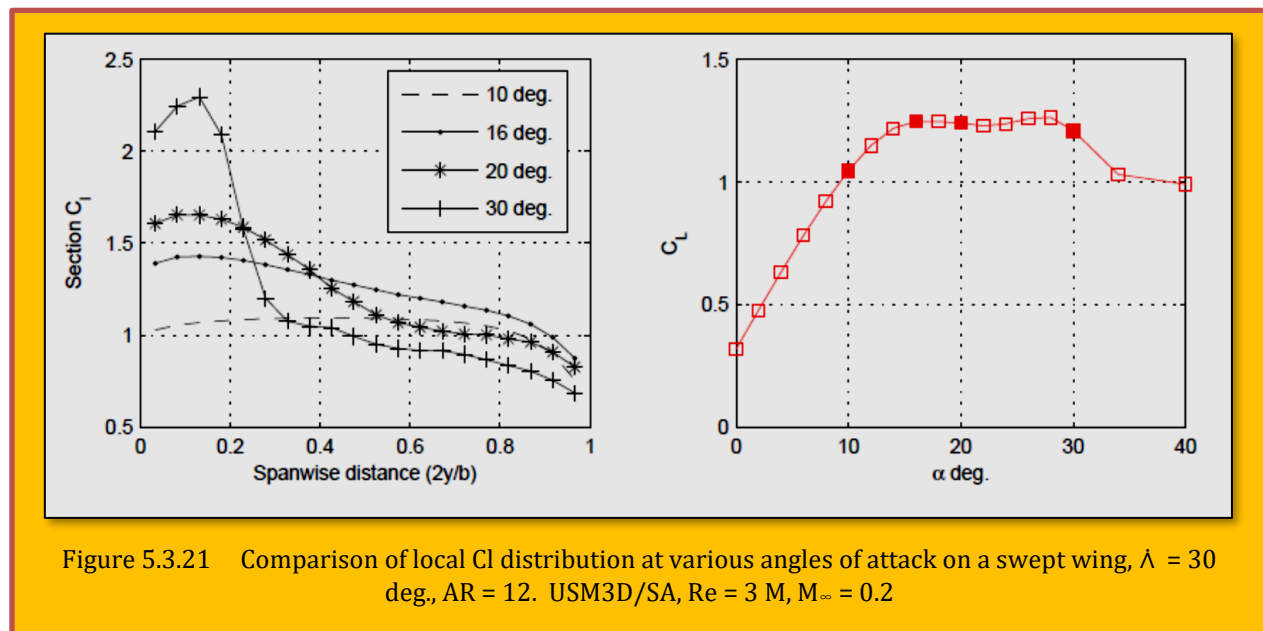 2.5
2
1.5
1
0.5
Section Cl
0 0.2 0.4 0.6 0.8 1
Spanwise distance (2y/b)
10 deg.
16 deg.
20 deg.
30 deg.
1.5
1
0.5
0
CL
0 10 20 30 40
α deg.
Figure 5.3.21 Comparison of local Cl distribution at various angles of attack on a swept wing, Λ̇ = 30
deg., AR = 12. USM3D/SA, Re = 3 M, M∞ = 0.2